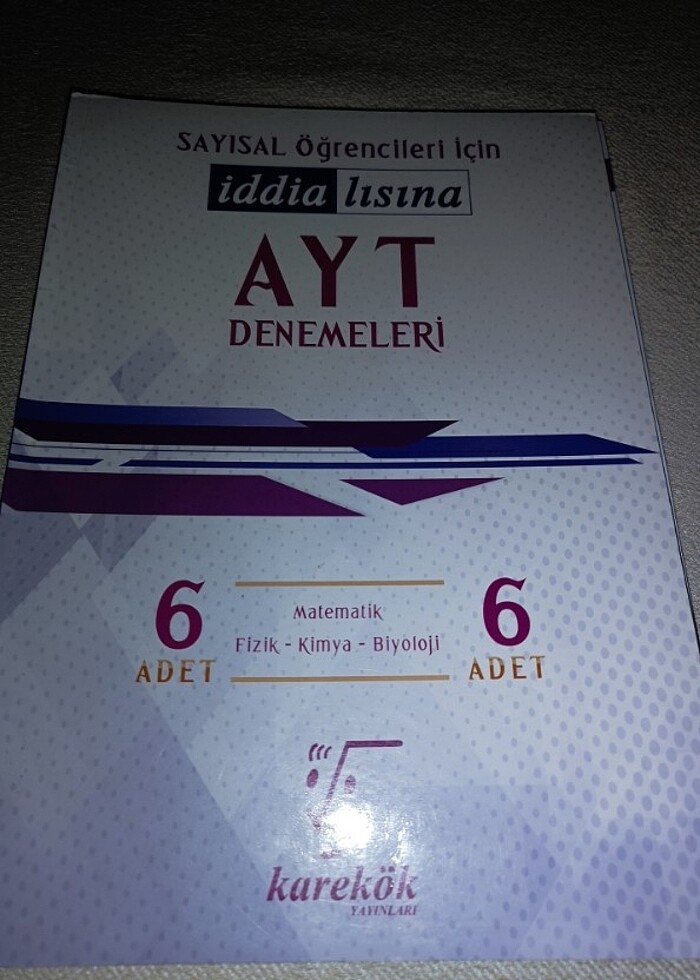 SAYISAL Öğrencileri İçin
iddia lısına
AYT
DENEMELERİ
6 ADET
Matematik
Fizik - Kimya - Biyoloji
6 ADET
karekök
YAYINLARI